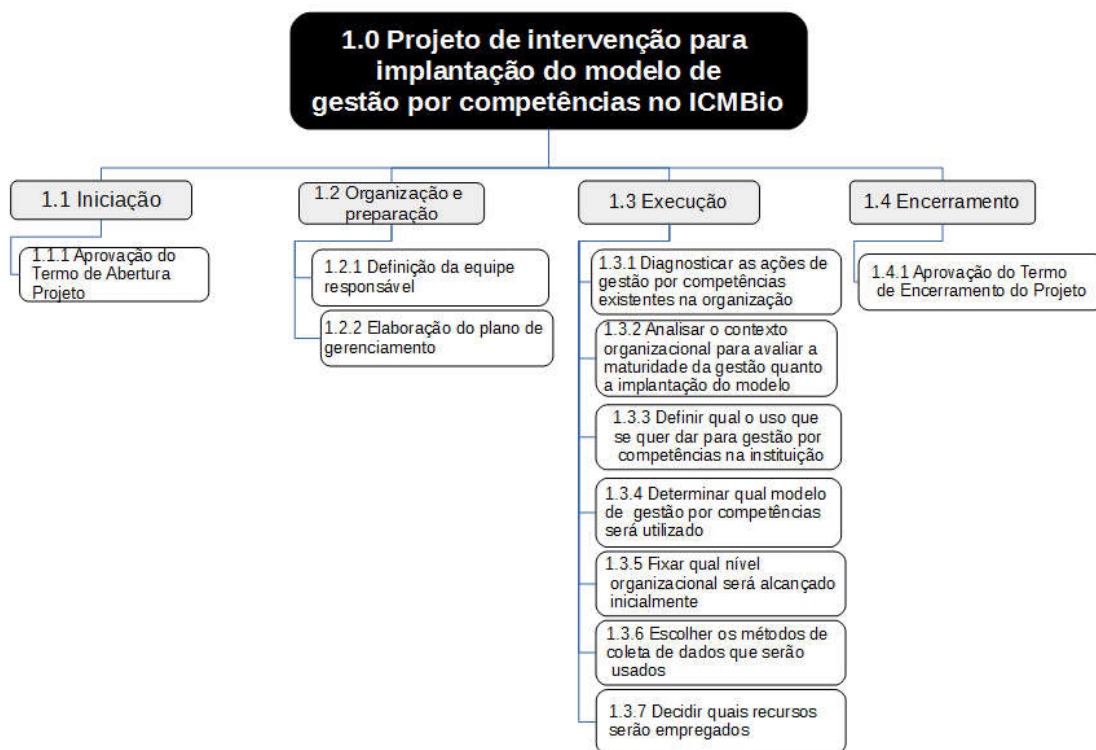 1.0 Projeto de intervenção para
implantação do modelo de
gestão por competências no ICMBio
1.1 Iniciação
1.1.1 Aprovação do
Termo de Abertura
Projeto
1.2 Organização e
preparação
1.2.1 Definição da equipe
responsável
1.2.2 Elaboração do plano de
gerenciamento
1.3 Execução
1.3.1 Diagnosticar as ações de
gestão por competências
existentes na organização
1.3.2 Analisar o contexto
organizacional para avaliar a
maturidade da gestão quanto
a implantação do modelo
1.3.3 Definir qual o uso que
se quer dar para gestão por
competências na instituição
1.3.4 Determinar qual modelo
de gestão por competências
será utilizado
1.3.5 Fixar qual nível
organizacional será alcançado
inicialmente
1.3.6 Escolher os métodos de
coleta de dados que serão
usados
1.3.7 Decidir quais recursos
serão empregados
1.4 Encerramento
1.4.1 Aprovação do Termo
de Encerramento do Projeto